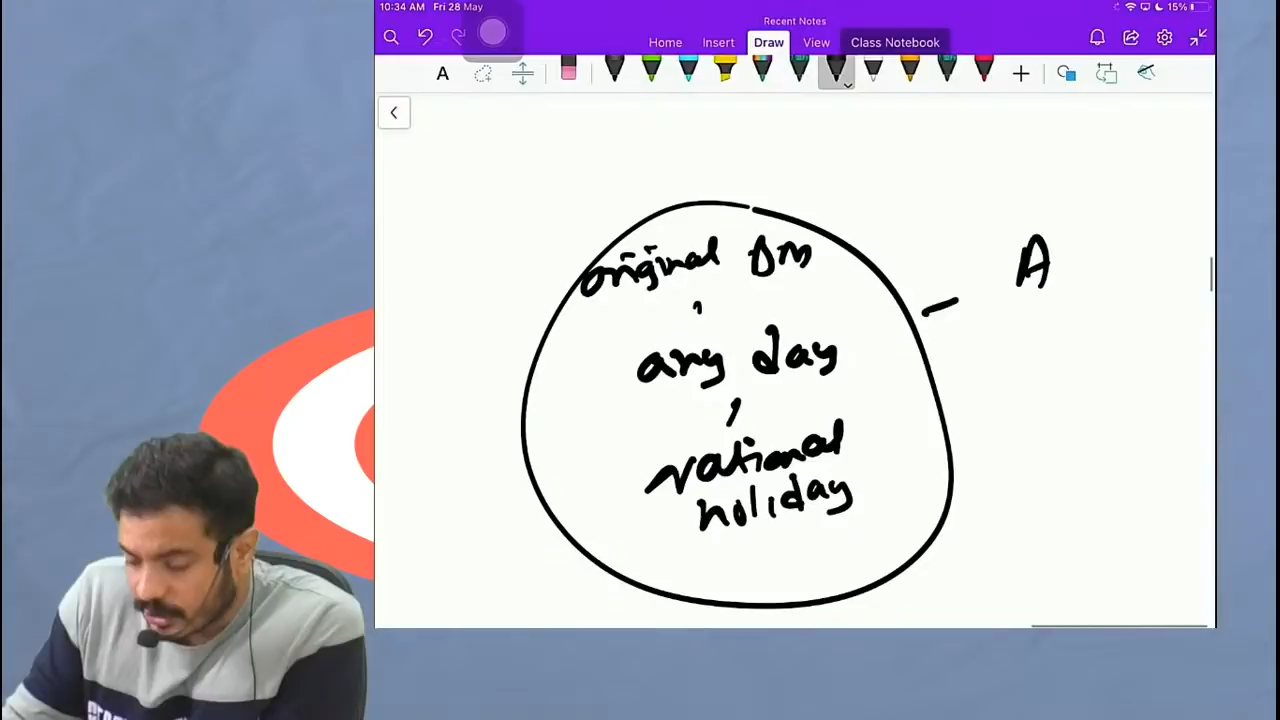 10:34 AM Fri 28 May
15%
Recent Notes
Home Insert Draw View Class Notebook
A
original DM
,
any day
,
national
holiday
A